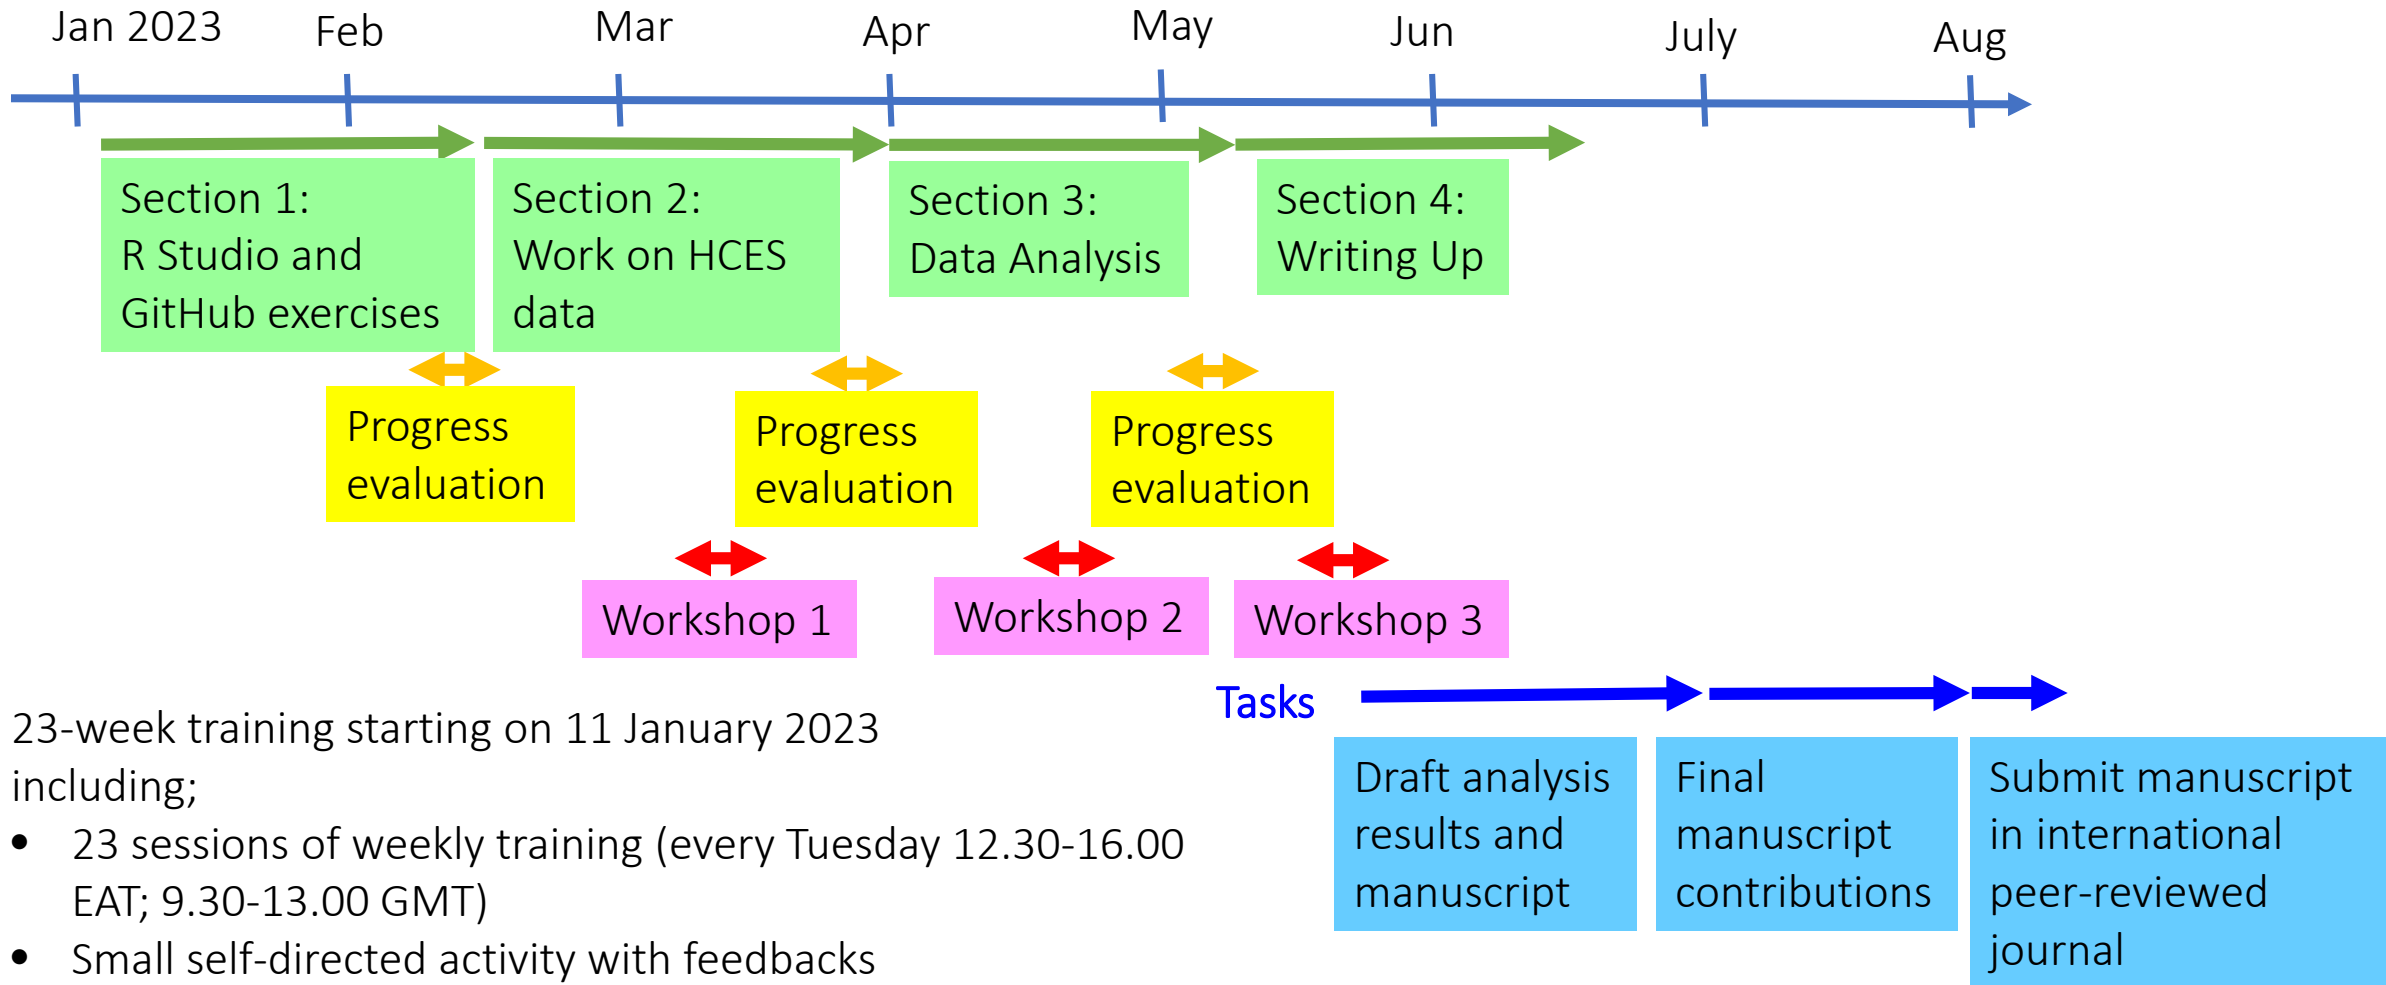 Jan 2023
Feb
Mar
Apr
May
Jun
July
Aug
Section 1:
R Studio and
GitHub exercises
Section 2:
Work on HCES
data
Section 3:
Data Analysis
Section 4:
Writing Up
Progress
evaluation
Progress
evaluation
Progress
evaluation
Workshop 1
Workshop 2
Workshop 3
Tasks
Draft analysis
results and
manuscript
Final
manuscript
contributions
Submit manuscript
in international
peer-reviewed
journal
23-week training starting on 11 January 2023
including;
• 23 sessions of weekly training (every Tuesday 12.30-16.00
EAT; 9.30-13.00 GMT)
• Small self-directed activity with feedbacks